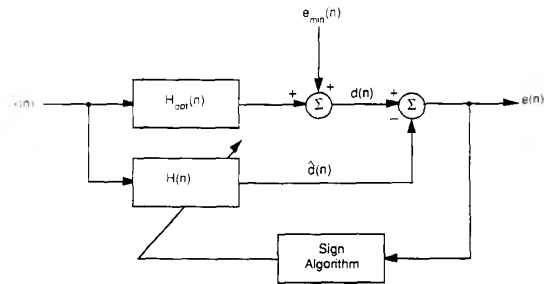 e_min(n)
H_opt(n)
+
+
Σ
d(n)
+
−
Σ
e(n)
H(n)
d̂(n)
Sign
Algorithm